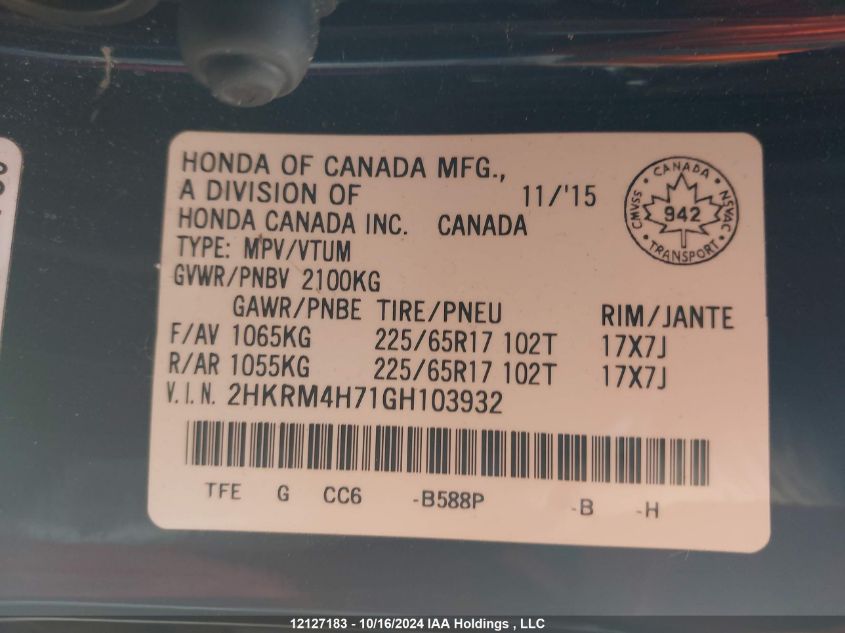 HONDA OF CANADA MFG.,
A DIVISION OF 11/'15
HONDA CANADA INC. CANADA
TYPE: MPV/VTUM
GVWR/PNBV 2100KG
GAWR/PNBE TIRE/PNEU RIM/JANTE
F/AV 1065KG 225/65R17 102T 17X7J
R/AR 1055KG 225/65R17 102T 17X7J
V.I.N. 2HKRM4H71GH103932
TFE G CC6 -B588P -B -H
CANADA
CMVSS 942 NSVAC
TRANSPORT
12127183 - 10/16/2024 IAA Holdings , LLC